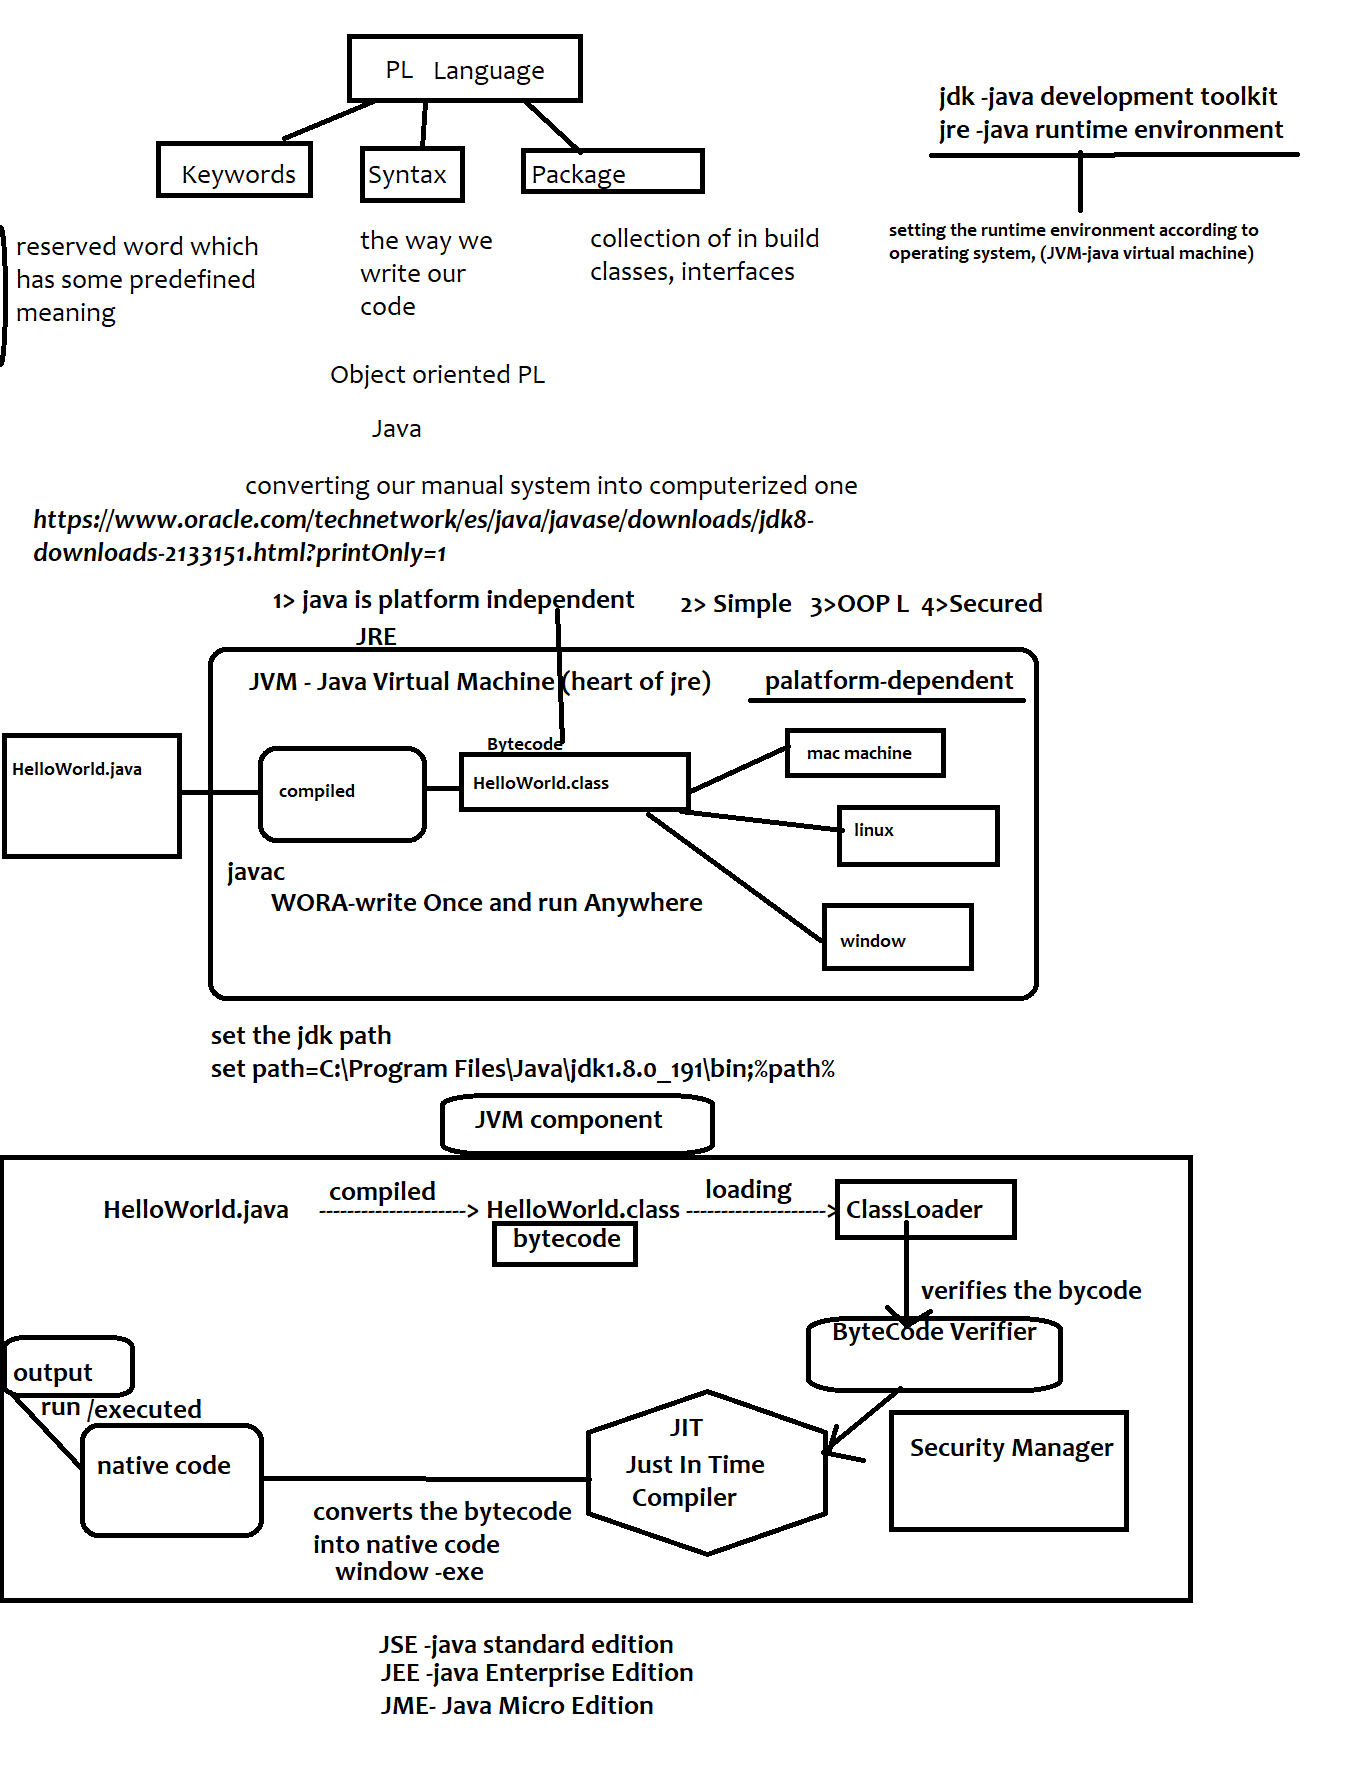 PL Language
jdk -java development toolkit
jre -java runtime environment
Keywords
Syntax
Package
reserved word which
has some predefined
meaning
the way we
write our
code
collection of in build
classes, interfaces
setting the runtime environment according to
operating system, (JVM-java virtual machine)
Object oriented PL
Java
converting our manual system into computerized one
https://www.oracle.com/technetwork/es/java/javase/downloads/jdk8-
downloads-2133151.html?printOnly=1
1> java is platform independent
2> Simple 3>OOP L 4>Secured
JRE
JVM - Java Virtual Machine (heart of jre)
palatform-dependent
Bytecode
mac machine
HelloWorld.java
compiled
HelloWorld.class
linux
javac
WORA-write Once and run Anywhere
window
set the jdk path
set path=C:\Program Files\Java\jdk1.8.0_191\bin;%path%
JVM component
HelloWorld.java
compiled
--------------------->
HelloWorld.class
loading
-------------------->
ClassLoader
bytecode
verifies the bycode
ByteCode Verifier
output
run /executed
native code
JIT
Just In Time
Compiler
Security Manager
converts the bytecode
into native code
window -exe
JSE -java standard edition
JEE -java Enterprise Edition
JME- Java Micro Edition